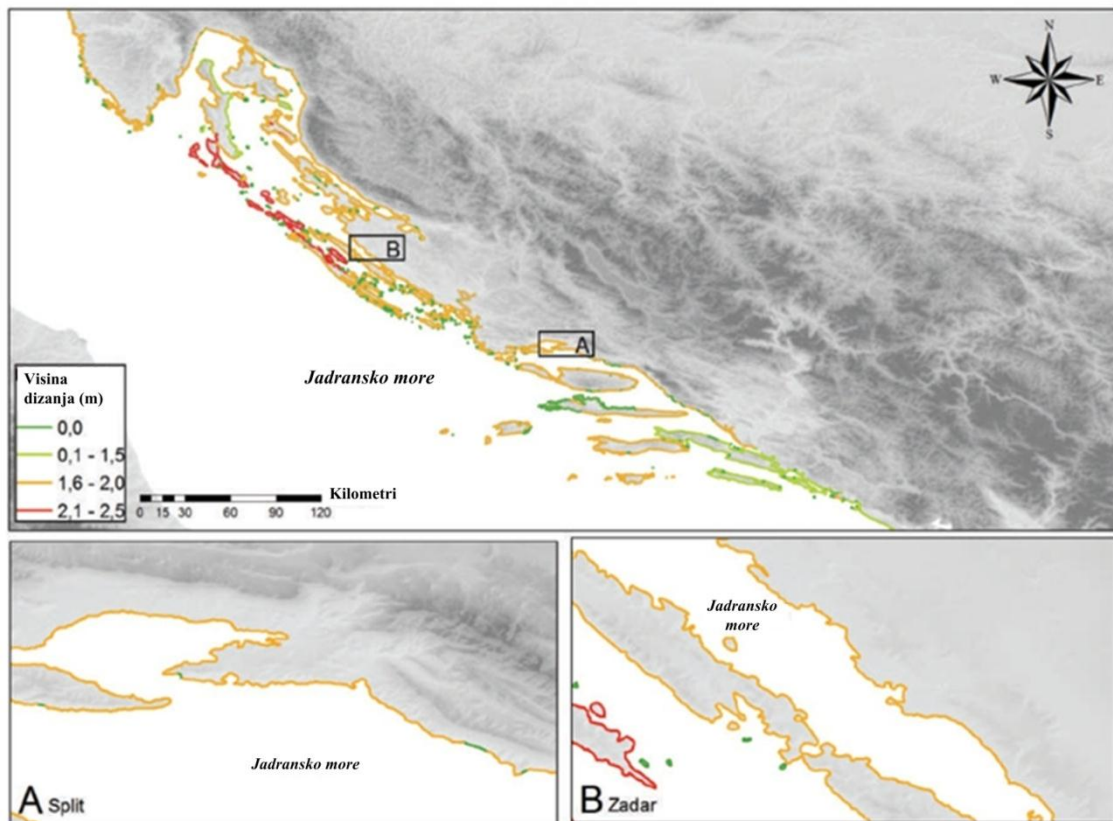 N
W E
S
B
A
Jadransko more
Visina
dizanja (m)
0,0
0,1 - 1,5
1,6 - 2,0
2,1 - 2,5
Kilometri
0 15 30 60 90 120
Jadransko more
A Split
Jadransko
more
B Zadar